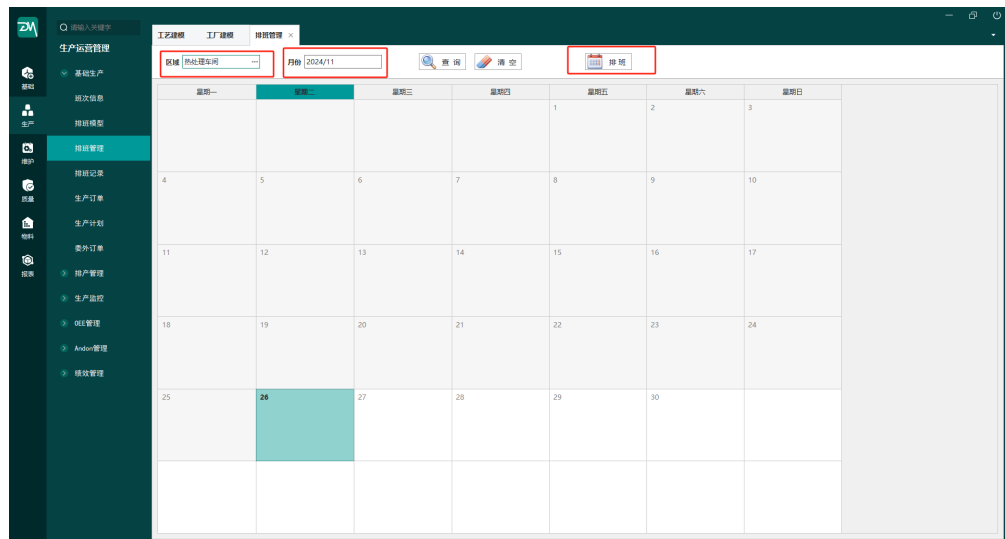 ZM
请输入关键字
生产运营管理
基础
生产
维护
质量
物料
报表
基础生产
班次信息
排班模型
排班管理
排班记录
生产订单
生产计划
委外订单
排产管理
生产监控
OEE管理
Andon管理
绩效管理
工艺建模 工厂建模 排班管理 ×
区域 热处理车间 ... 月份 2024/11 查询 清空 排班
星期一 星期二 星期三 星期四 星期五 星期六 星期日
1 2 3
4 5 6 7 8 9 10
11 12 13 14 15 16 17
18 19 20 21 22 23 24
25 26 27 28 29 30